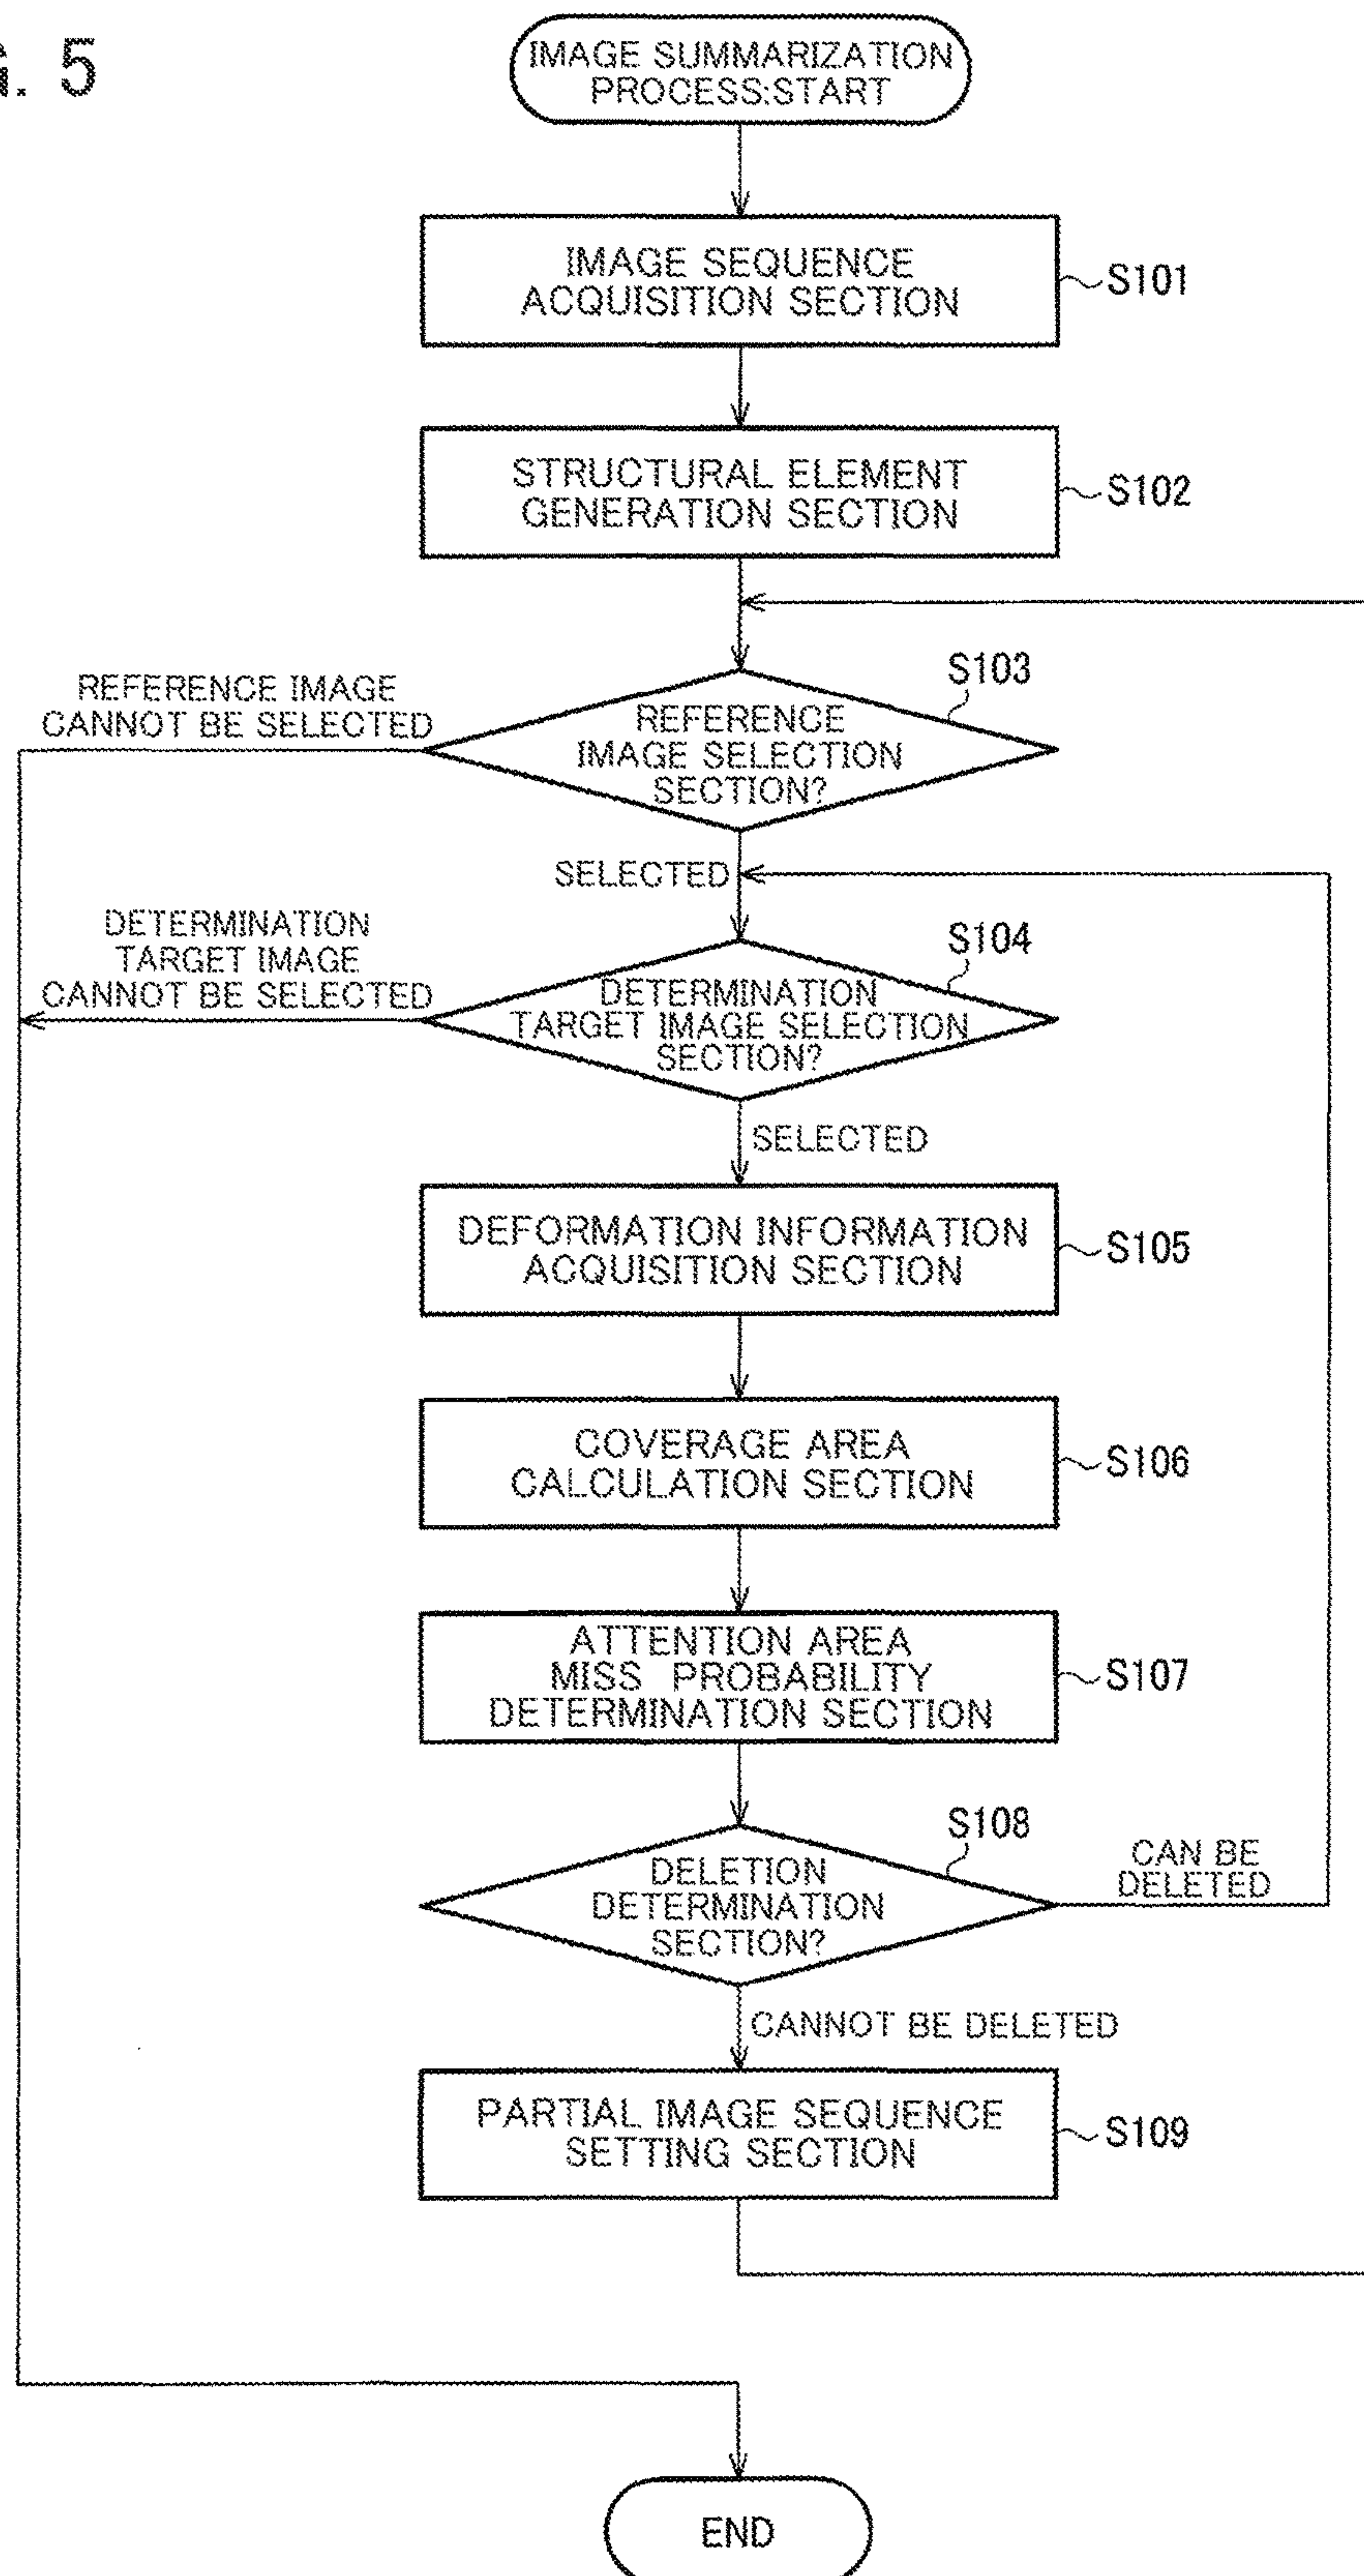 G. 5
IMAGE SUMMARIZATION
PROCESS:START
IMAGE SEQUENCE
ACQUISITION SECTION
S101
STRUCTURAL ELEMENT
GENERATION SECTION
S102
S103
REFERENCE IMAGE
CANNOT BE SELECTED
REFERENCE
IMAGE SELECTION
SECTION?
SELECTED
DETERMINATION
TARGET IMAGE
CANNOT BE SELECTED
S104
DETERMINATION
TARGET IMAGE SELECTION
SECTION?
SELECTED
DEFORMATION INFORMATION
ACQUISITION SECTION
S105
COVERAGE AREA
CALCULATION SECTION
S106
ATTENTION AREA
MISS PROBABILITY
DETERMINATION SECTION
S107
S108
DELETION
DETERMINATION
SECTION?
CAN BE
DELETED
CANNOT BE DELETED
PARTIAL IMAGE SEQUENCE
SETTING SECTION
S109
END